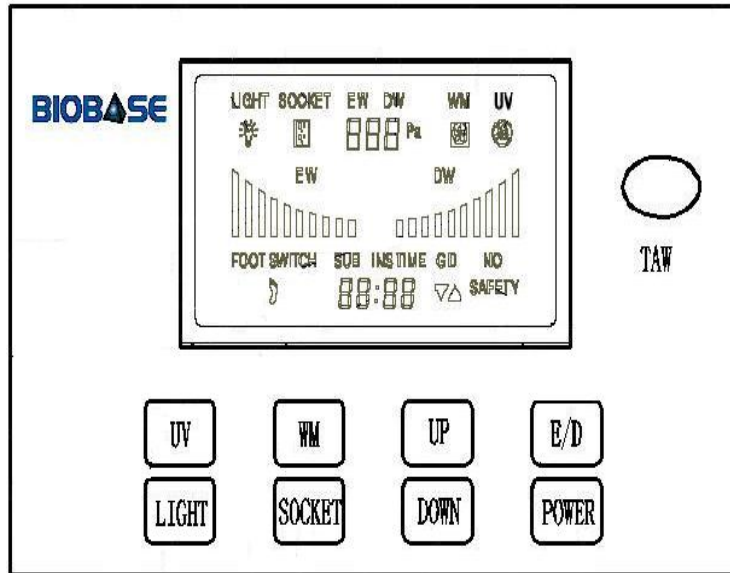 BIOBASE
LIGHT SOCKET EW DW WM UV
888 Pa
EW DW
FOOT SWITCH SUB INS TIME GD NO
88:88 SAFETY
TAW
UV WM UP E/D
LIGHT SOCKET DOWN POWER